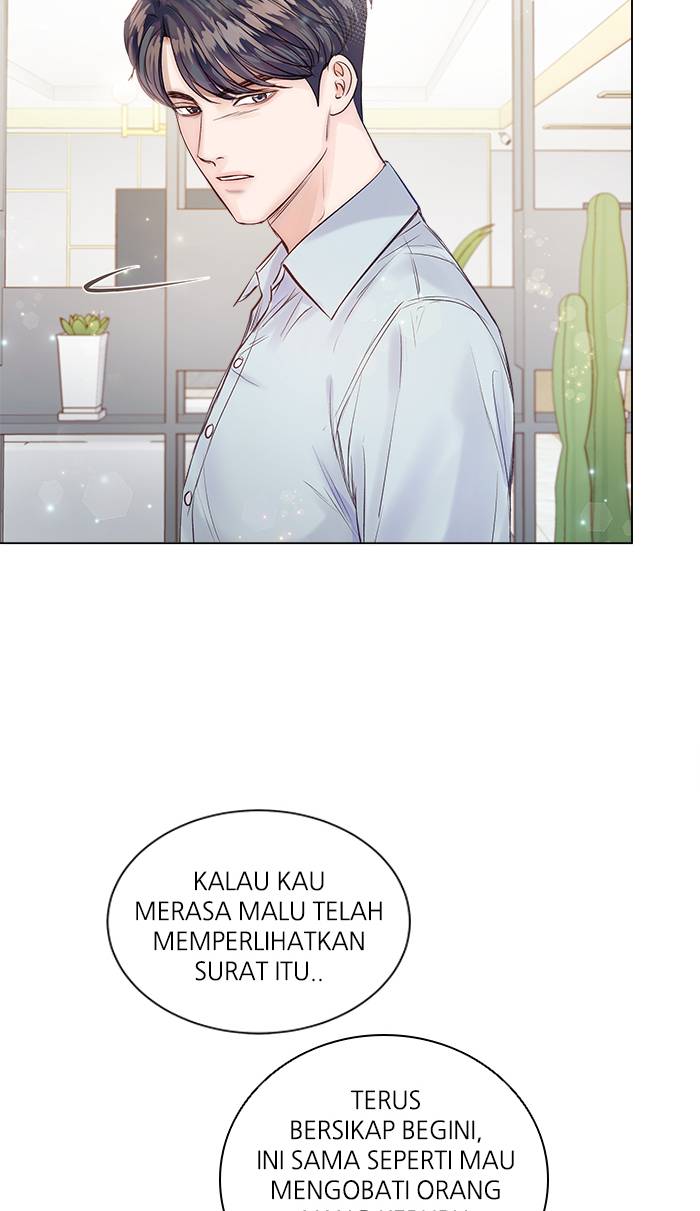 KALAU KAU
MERASA MALU TELAH
MEMPERLIHATKAN
SURAT ITU..
TERUS
BERSIKAP BEGINI,
INI SAMA SEPERTI MAU
MENGOBATI ORANG